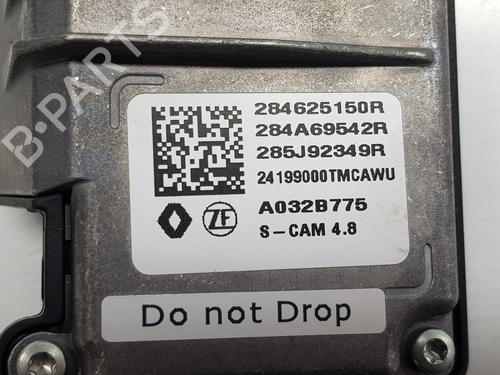 284625150R
284A69542R
285J92349R
24199000TMCAWU
ZF
A032B775
S-CAM 4.8
Do not Drop
B-PARTS